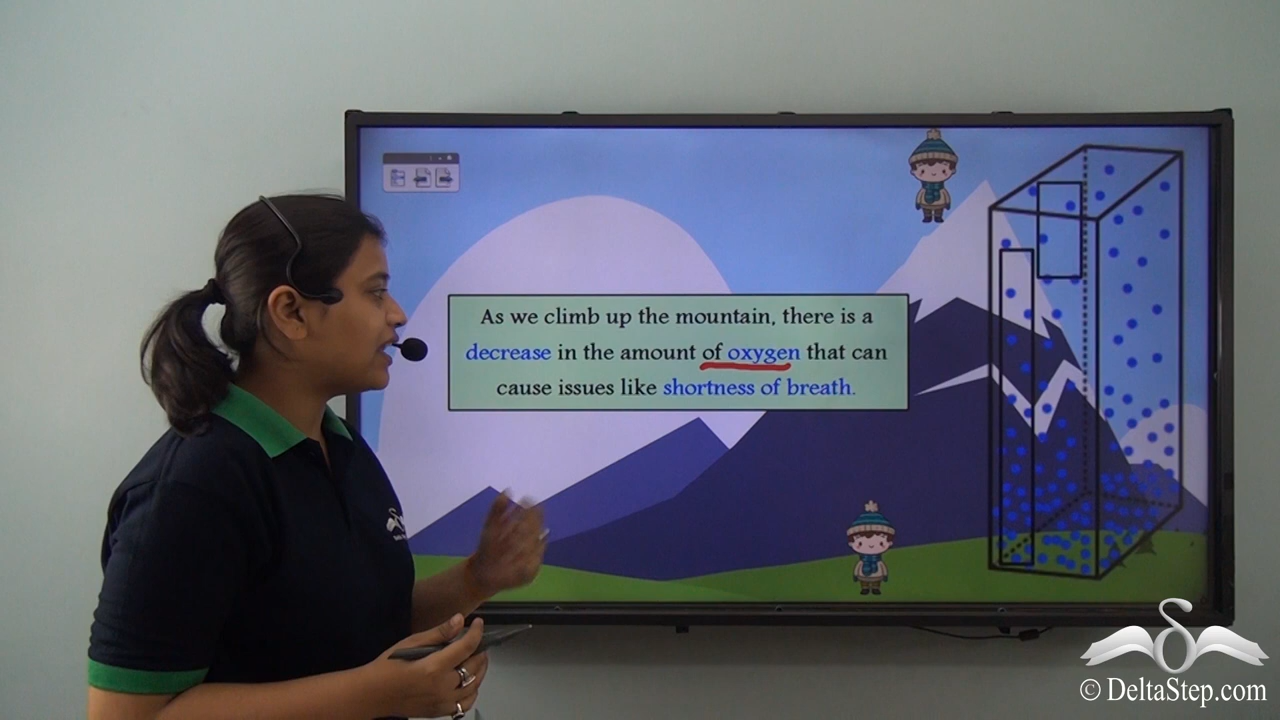 As we climb up the mountain, there is a
decrease in the amount of oxygen that can
cause issues like shortness of breath.
© DeltaStep.com